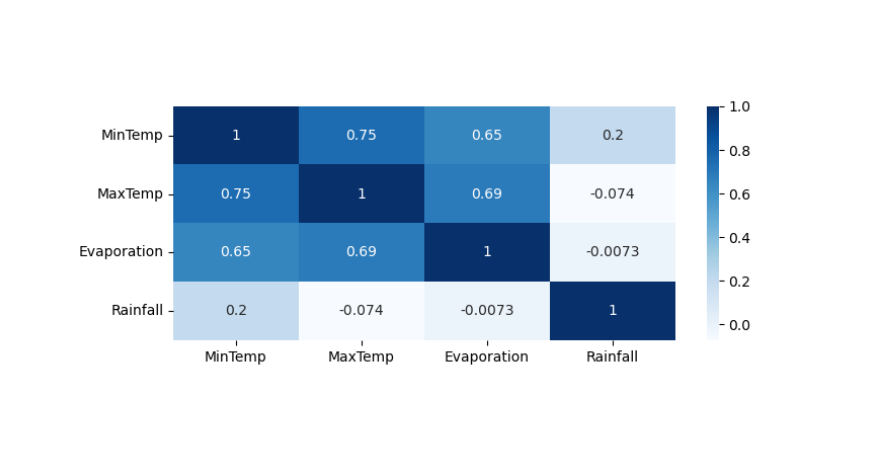 MinTemp 1 0.75 0.65 0.2
MaxTemp 0.75 1 0.69 -0.074
Evaporation 0.65 0.69 1 -0.0073
Rainfall 0.2 -0.074 -0.0073 1
MinTemp MaxTemp Evaporation Rainfall
1.0
0.8
0.6
0.4
0.2
0.0